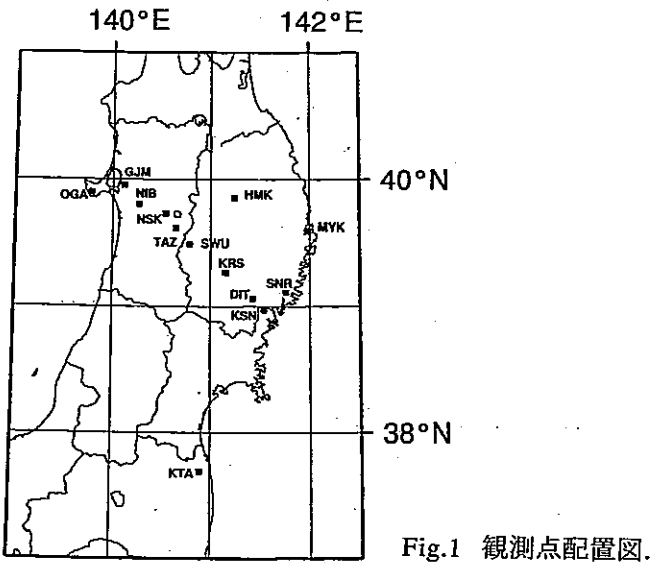 140°E 142°E
GJM 40°N
OGA NIB HMK
NSK MYK
TAZ SWU
KRS
DIT SNR
KSN
38°N
KTA
Fig.1 観測点配置図.